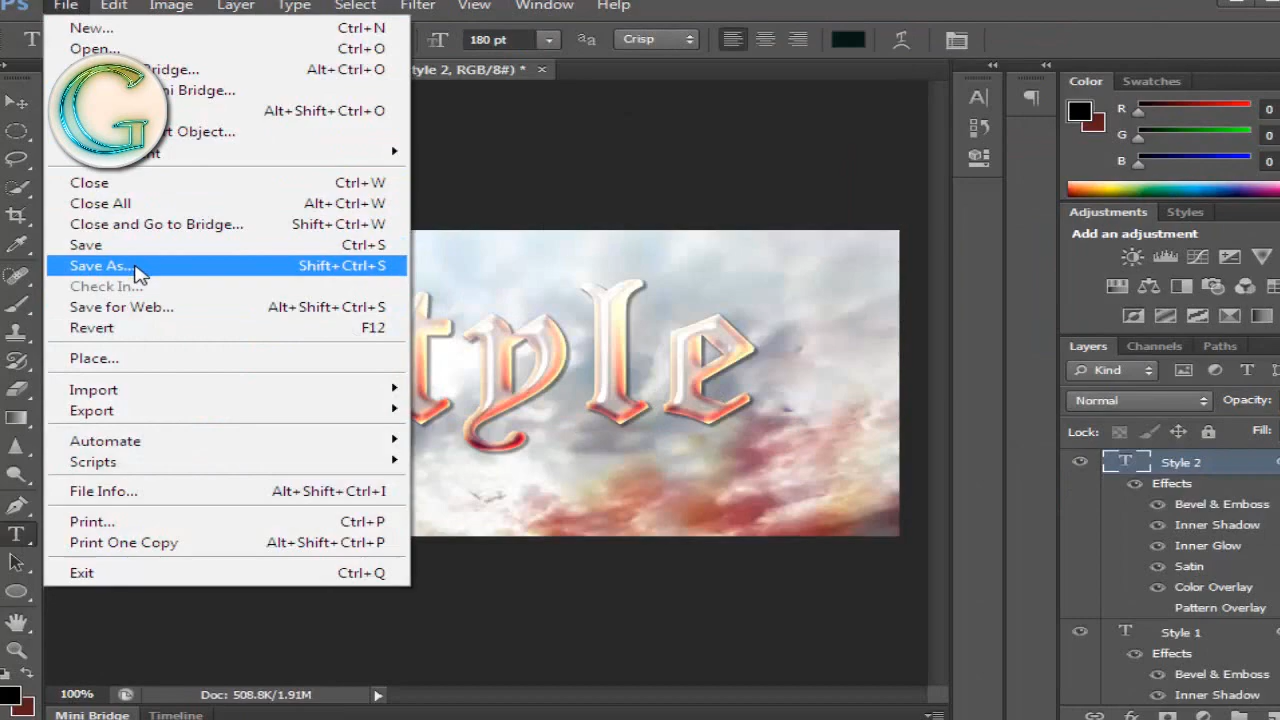 PS File Edit Image Layer Type Select Filter View Window Help
T 180 pt aa Crisp
New... Ctrl+N
Open... Ctrl+O
Bridge... Alt+Ctrl+O
ni Bridge...
Alt+Shift+Ctrl+O
rt Object...
nt
Close Ctrl+W
Close All Alt+Ctrl+W
Close and Go to Bridge... Shift+Ctrl+W
Save Ctrl+S
Save As... Shift+Ctrl+S
Check In...
Save for Web... Alt+Shift+Ctrl+S
Revert F12
Place...
Import
Export
Automate
Scripts
File Info... Alt+Shift+Ctrl+I
Print... Ctrl+P
Print One Copy Alt+Shift+Ctrl+P
Exit Ctrl+Q
G
tyle 2, RGB/8#) *
tyle
100% Doc: 508.8K/1.91M
Mini Bridge Timeline
Color Swatches
R 0
G 0
B 0
Adjustments Styles
Add an adjustment
Layers Channels Paths
Kind
Normal Opacity:
Lock: Fill:
T Style 2
Effects
Bevel & Emboss
Inner Shadow
Inner Glow
Satin
Color Overlay
Pattern Overlay
T Style 1
Effects
Bevel & Emboss
Inner Shadow